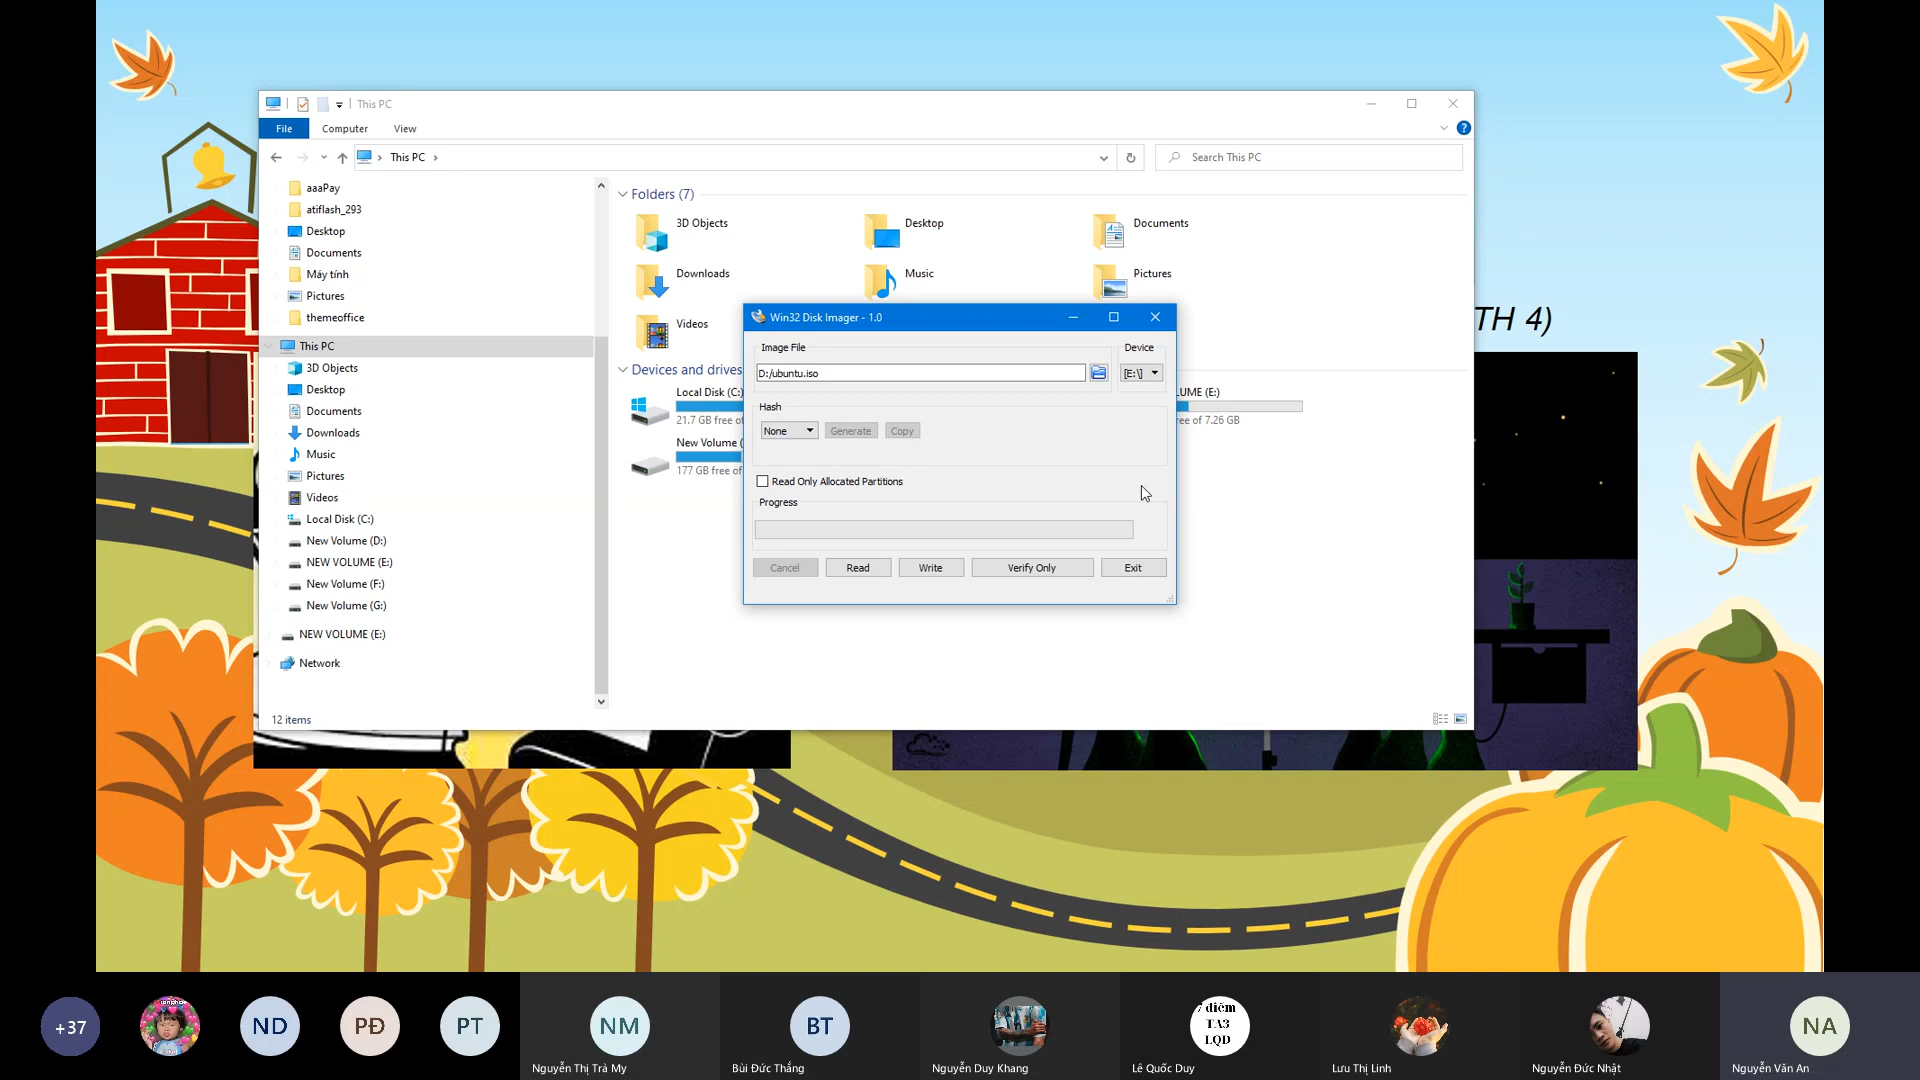 This PC
File
Computer
View
This PC
Search This PC
aaaPay
atiflash_293
Desktop
Documents
Máy tính
Pictures
themeoffice
This PC
3D Objects
Desktop
Documents
Downloads
Music
Pictures
Videos
Local Disk (C:)
New Volume (D:)
NEW VOLUME (E:)
New Volume (F:)
New Volume (G:)
NEW VOLUME (E:)
Network
12 items
Folders (7)
3D Objects
Desktop
Documents
Downloads
Music
Pictures
Videos
Devices and drives
Local Disk (C:)
21.7 GB free of
New Volume (
177 GB free of
LUME (E:)
ee of 7.26 GB
TH 4)
Win32 Disk Imager - 1.0
Image File
Device
D:/ubuntu.iso
[E:\]
Hash
None
Generate
Copy
Read Only Allocated Partitions
Progress
Cancel
Read
Write
Verify Only
Exit
+37
ND
PĐ
PT
NM
Nguyễn Thị Trà My
BT
Bùi Đức Thắng
Nguyễn Duy Khang
7 điểm
TA3
LQD
Lê Quốc Duy
Lưu Thị Linh
Nguyễn Đức Nhật
NA
Nguyễn Văn An